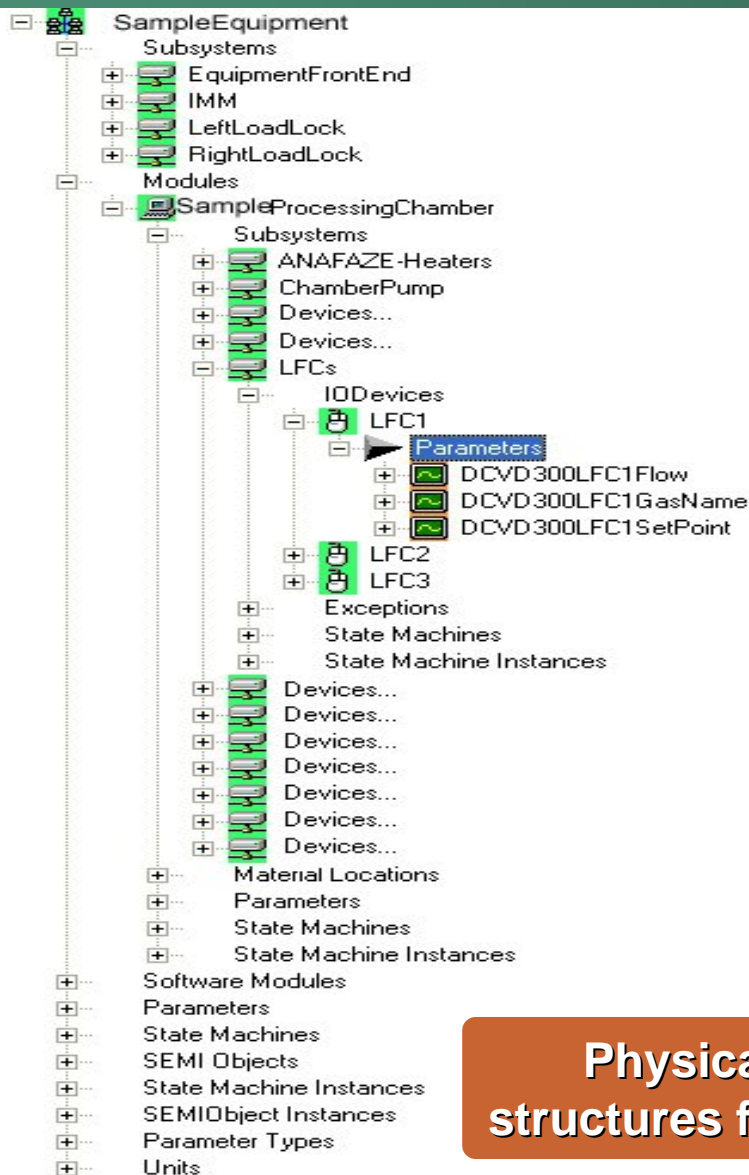 SampleEquipment
Subsystems
EquipmentFrontEnd
IMM
LeftLoadLock
RightLoadLock
Modules
SampleProcessingChamber
Subsystems
ANAFAZE-Heaters
ChamberPump
Devices...
Devices...
LFCs
IODevices
LFC1
Parameters
DCVD300LFC1Flow
DCVD300LFC1GasName
DCVD300LFC1SetPoint
LFC2
LFC3
Exceptions
State Machines
State Machine Instances
Devices...
Devices...
Devices...
Devices...
Devices...
Devices...
Devices...
Material Locations
Parameters
State Machines
State Machine Instances
Software Modules
Parameters
State Machines
SEMI Objects
State Machine Instances
SEMIObject Instances
Parameter Types
Units
structures